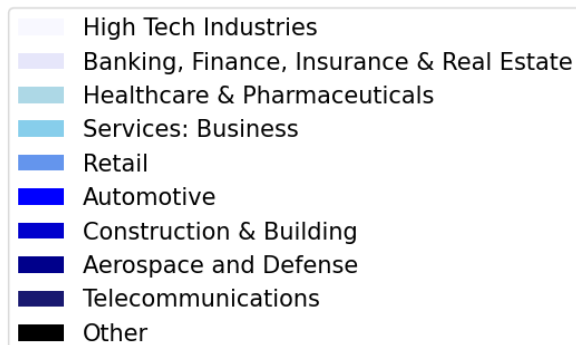 High Tech Industries
Banking, Finance, Insurance & Real Estate
Healthcare & Pharmaceuticals
Services: Business
Retail
Automotive
Construction & Building
Aerospace and Defense
Telecommunications
Other